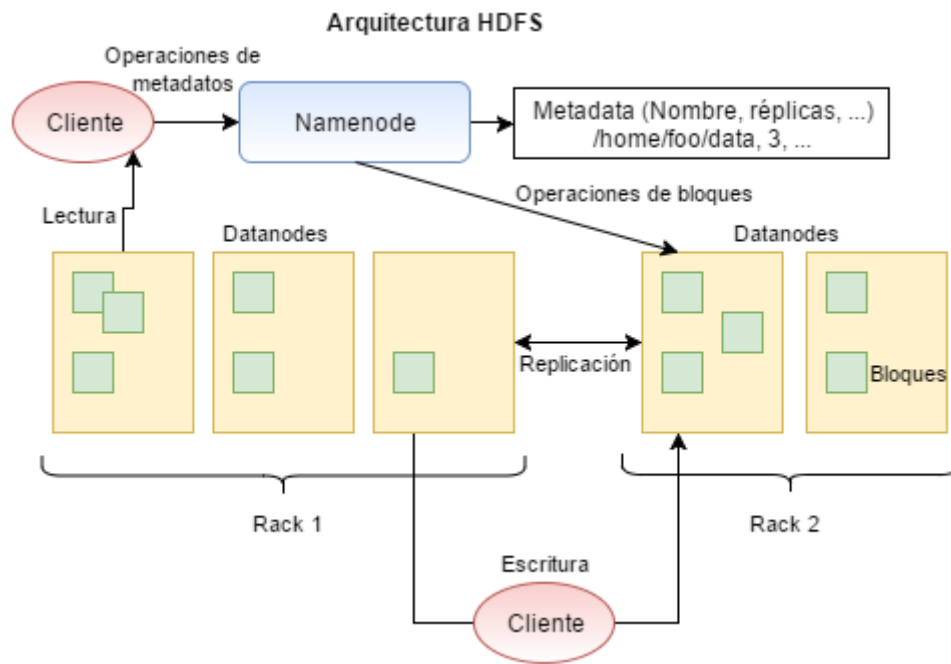 Arquitectura HDFS
Operaciones de
metadatos
Cliente
Namenode
Metadata (Nombre, réplicas, ...)
/home/foo/data, 3, ...
Operaciones de bloques
Lectura
Datanodes
Datanodes
Replicación
Bloques
Rack 1
Rack 2
Escritura
Cliente